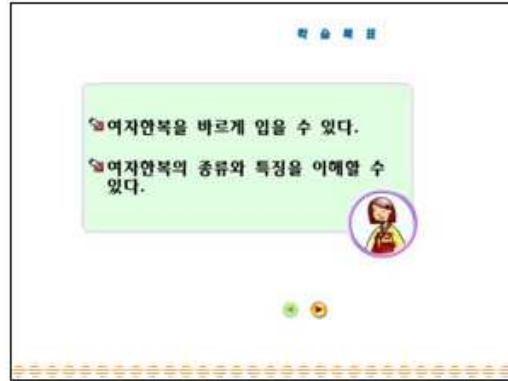 학 습 목 표
여자한복을 바르게 입을 수 있다.
여자한복의 종류와 특징을 이해할 수
있다.